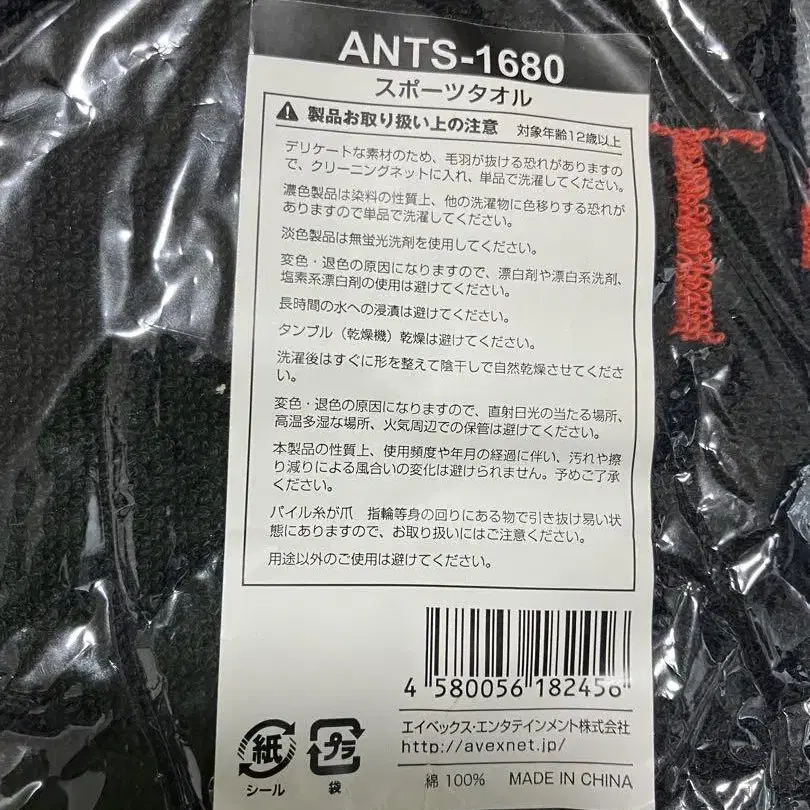 ANTS-1680
スポーツタオル
製品お取り扱い上の注意 対象年齢12歳以上
デリケートな素材のため、毛羽が抜ける恐れがありますの
で、クリーニングネットに入れ、単品で洗濯してください。
濃色製品は染料の性質上、他の洗濯物に色移りする恐れが
ありますので単品で洗濯してください。
淡色製品は無蛍光洗剤を使用してください。
変色・退色の原因になりますので、漂白剤や漂白系洗剤、
塩素系漂白剤の使用は避けてください。
長時間の水への浸漬は避けてください。
タンブル（乾燥機）乾燥は避けてください。
洗濯後はすぐに形を整えて陰干しで自然乾燥させてくださ
い。
変色・退色の原因になりますので、直射日光の当たる場所、
高温多湿な場所、火気周辺での保管は避けてください。
本製品の性質上、使用頻度や年月の経過に伴い、汚れや擦
り減りによる風合いの変化は避けられません。予めご了承
ください。
パイル糸が爪 指輪等身の回りにある物で引き抜け易い状
態にありますので、お取り扱いにはご注意ください。
用途以外のご使用は避けてください。
4 580056 182456
エイベックス・エンタテインメント株式会社
http://avexnet.jp/
紙 プラ
シール 袋
綿 100% MADE IN CHINA